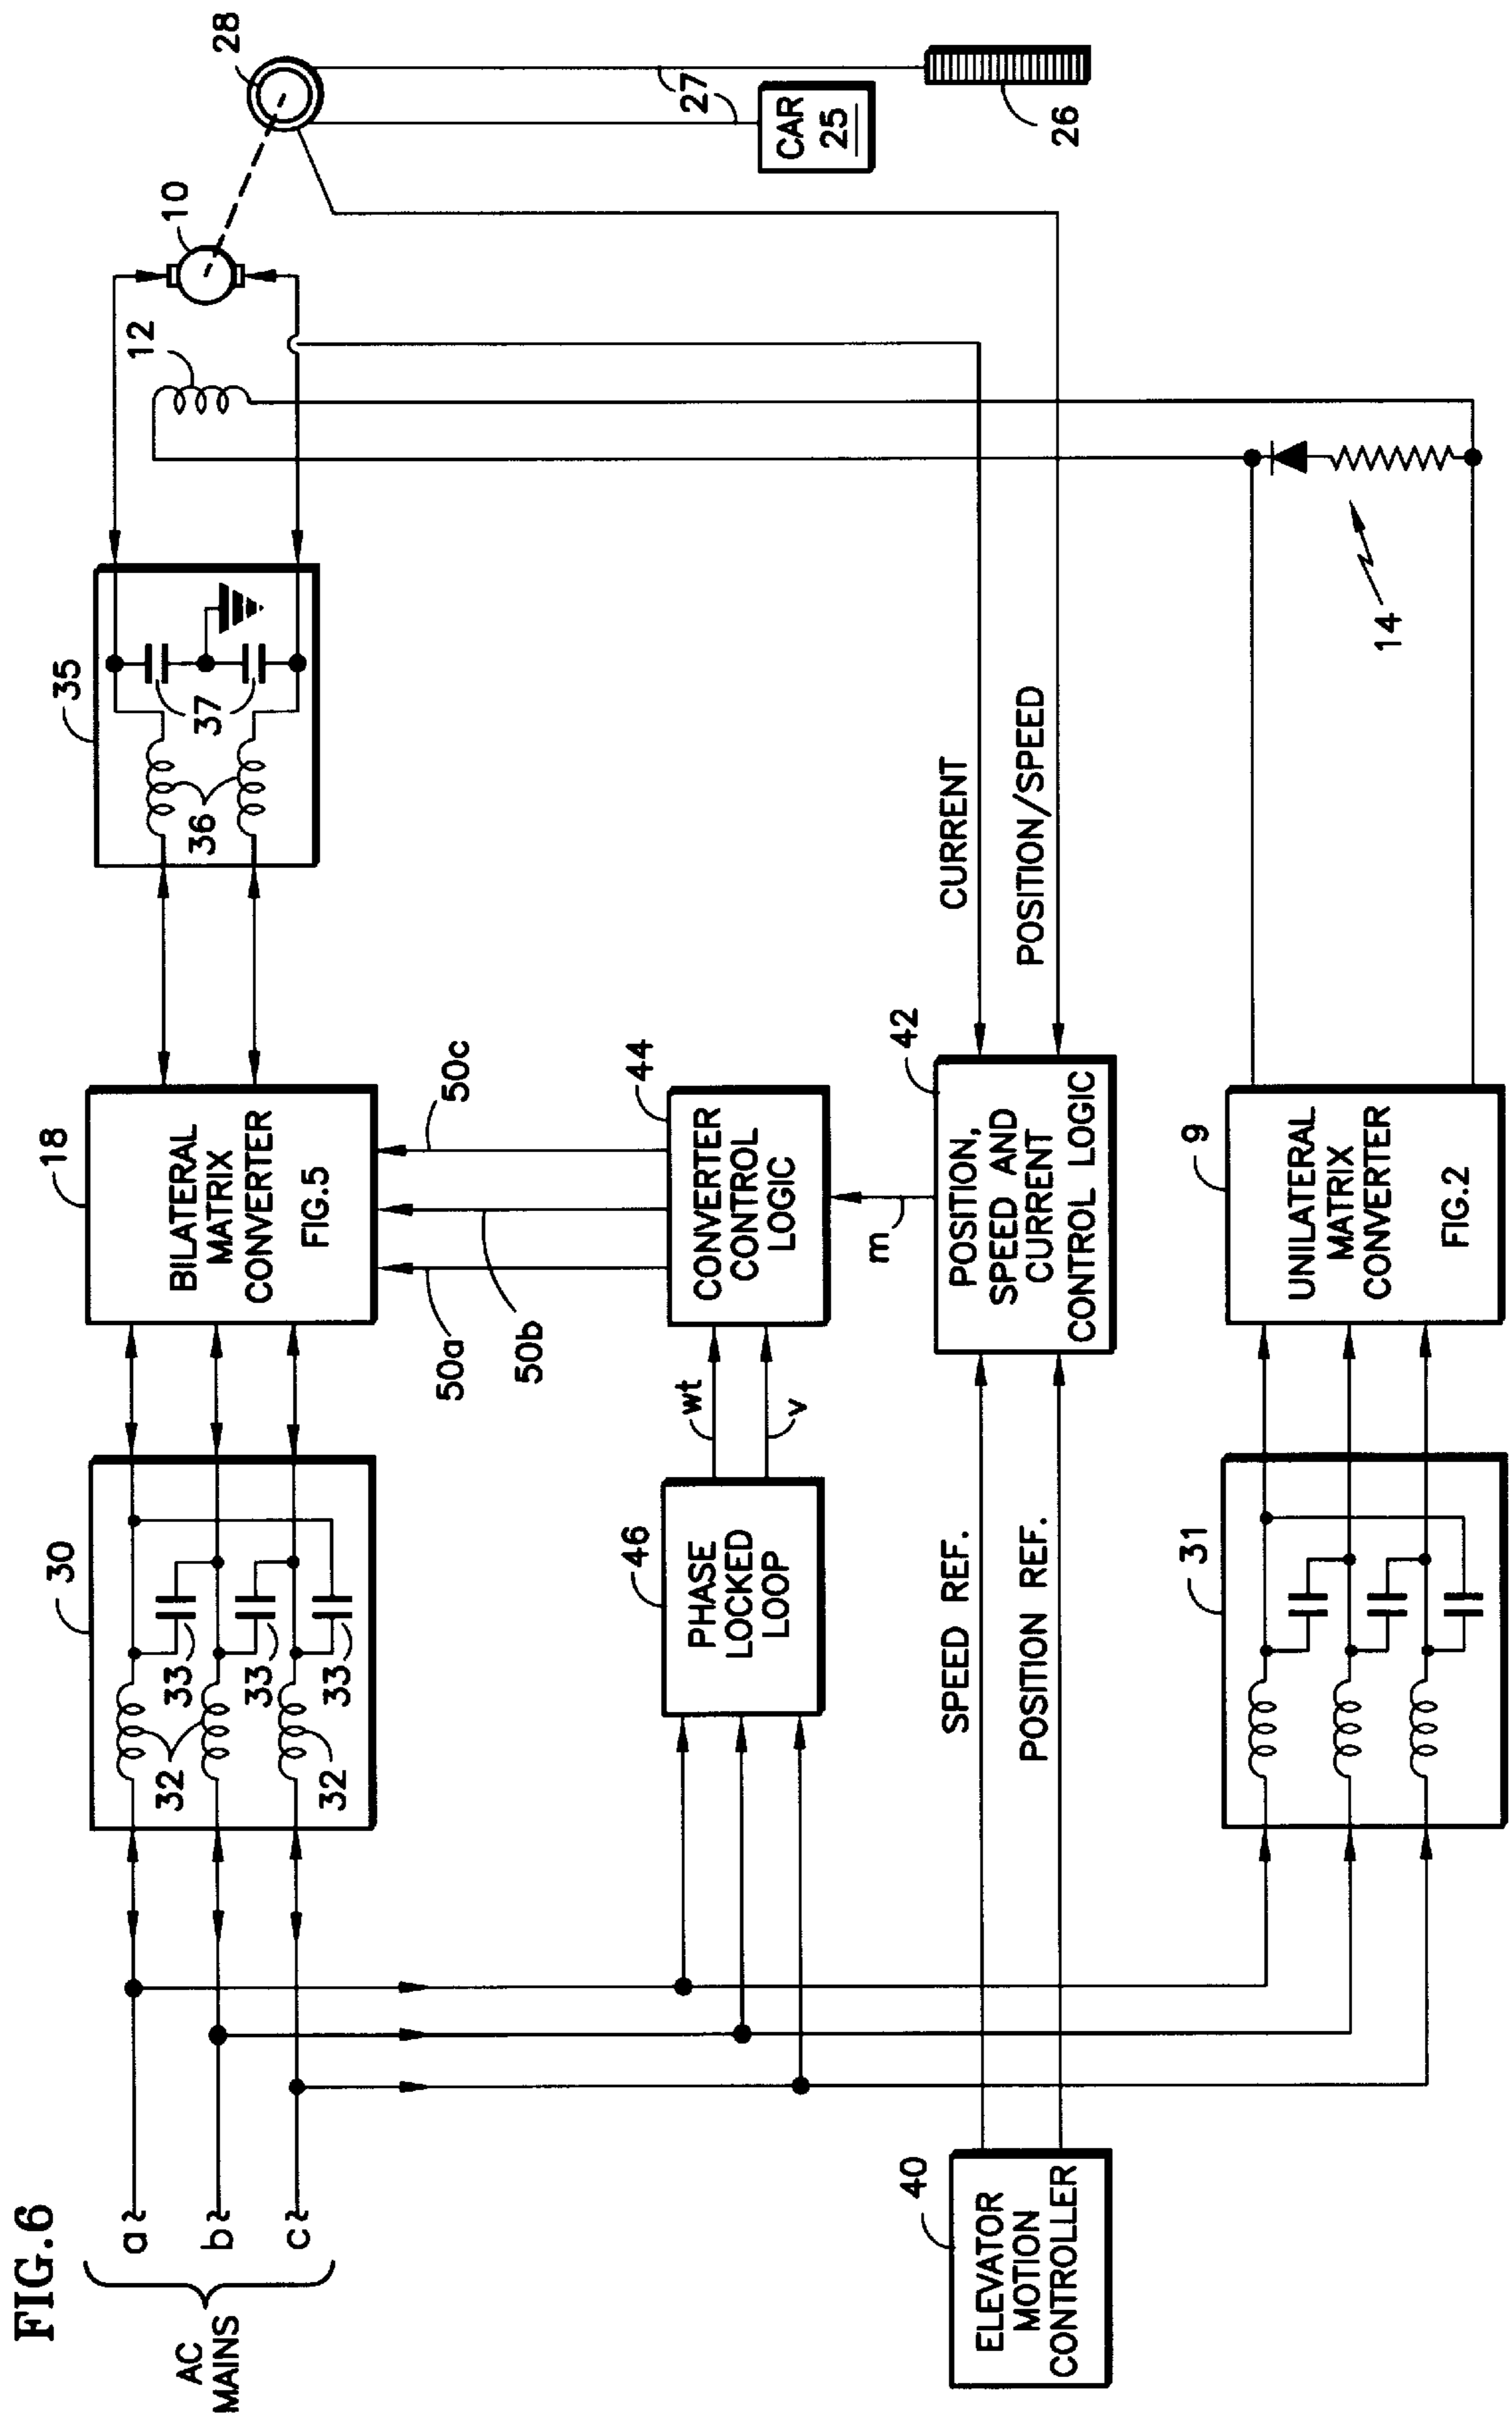 FIG.6
AC
MAINS
a
b
c
30
32
32
33
33
33
18
BILATERAL
MATRIX
CONVERTER
FIG.5
35
36
37
12
10
28
27
CAR
25
26
50a
50b
50c
46
PHASE
LOCKED
LOOP
wt
v
44
CONVERTER
CONTROL
LOGIC
m
40
ELEVATOR
MOTION
CONTROLLER
SPEED REF.
POSITION REF.
42
POSITION,
SPEED AND
CURRENT
CONTROL LOGIC
CURRENT
POSITION/SPEED
31
9
UNILATERAL
MATRIX
CONVERTER
FIG.2
14